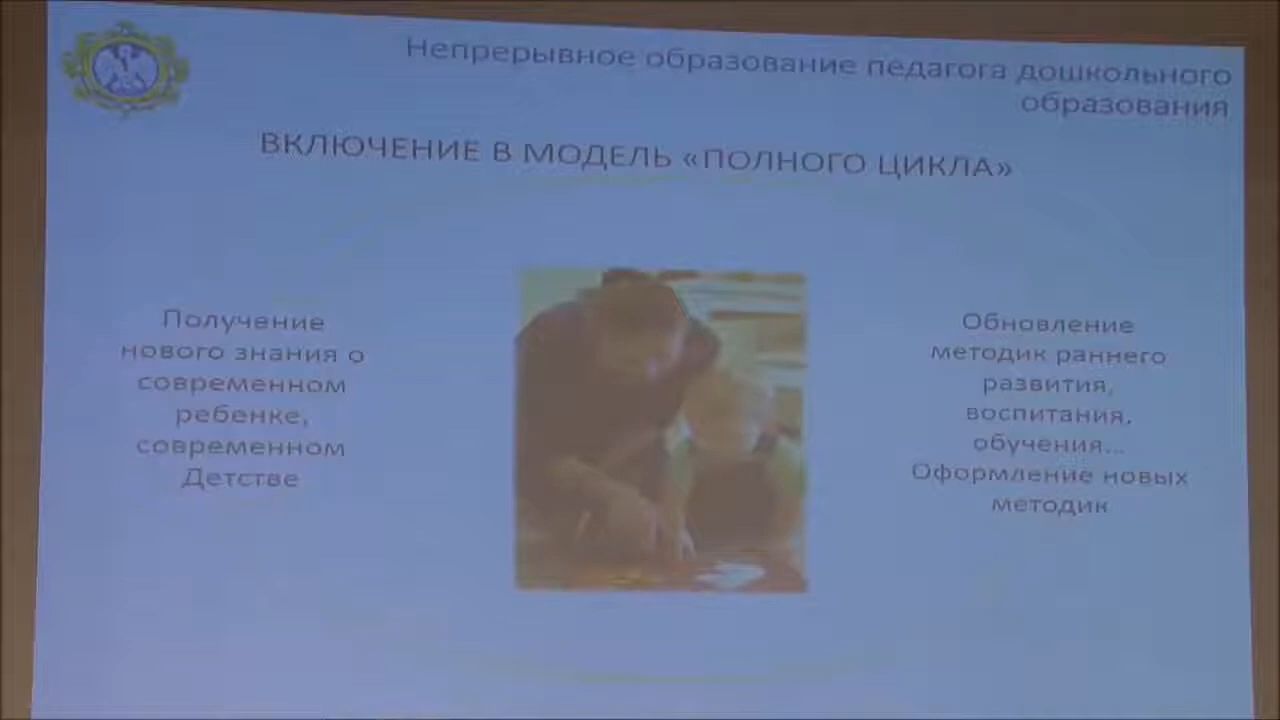 Непрерывное образование педагога дошкольного
образования
ВКЛЮЧЕНИЕ В МОДЕЛЬ «ПОЛНОГО ЦИКЛА»
Получение
нового знания о
современном
ребенке,
современном
Детстве
Обновление
методик раннего
развития,
воспитания,
обучения...
Оформление новых
методик